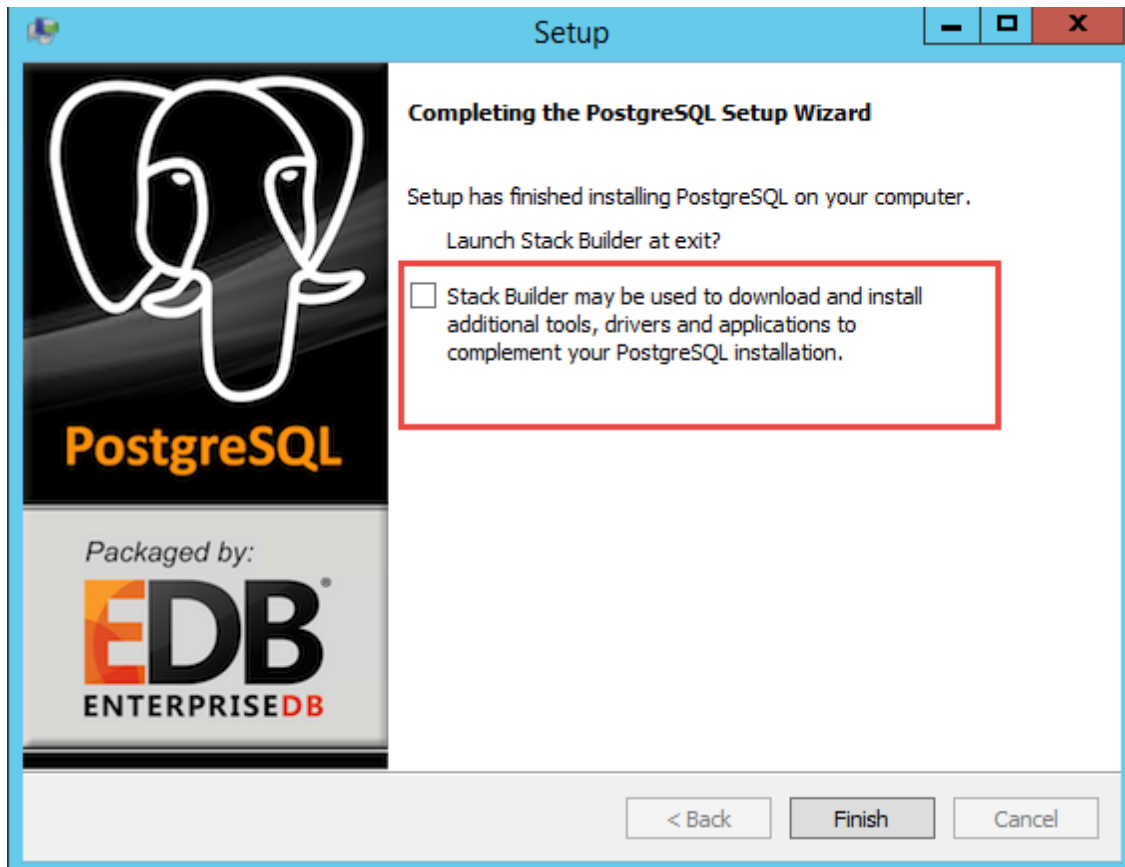 Setup
Completing the PostgreSQL Setup Wizard
Setup has finished installing PostgreSQL on your computer.
Launch Stack Builder at exit?
Stack Builder may be used to download and install
additional tools, drivers and applications to
complement your PostgreSQL installation.
PostgreSQL
Packaged by:
EDB®
ENTERPRISEDB
< Back
Finish
Cancel